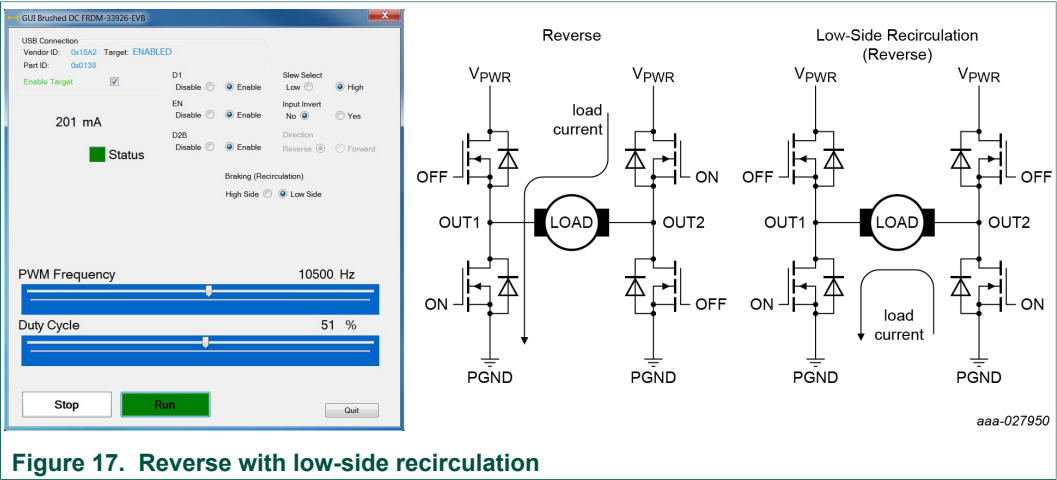 GUI Brushed DC FRDM-33926-EVB
X
USB Connection
Vendor ID: 0x15A2 Target: ENABLED
Part ID: 0x0138
Enable Target
201 mA
Status
D1
Disable Enable
EN
Disable Enable
D2B
Disable Enable
Slew Select
Low High
Input Invert
No Yes
Direction
Reverse Forward
Braking (Recirculation)
High Side Low Side
PWM Frequency 10500 Hz
Duty Cycle 51 %
Stop Run Quit
Reverse
VPWR VPWR
load
current
OFF ON
OUT1 LOAD OUT2
ON OFF
PGND PGND
Low-Side Recirculation
(Reverse)
VPWR VPWR
OFF OFF
OUT1 LOAD OUT2
ON ON
load
current
PGND PGND
aaa-027950
Figure 17. Reverse with low-side recirculation